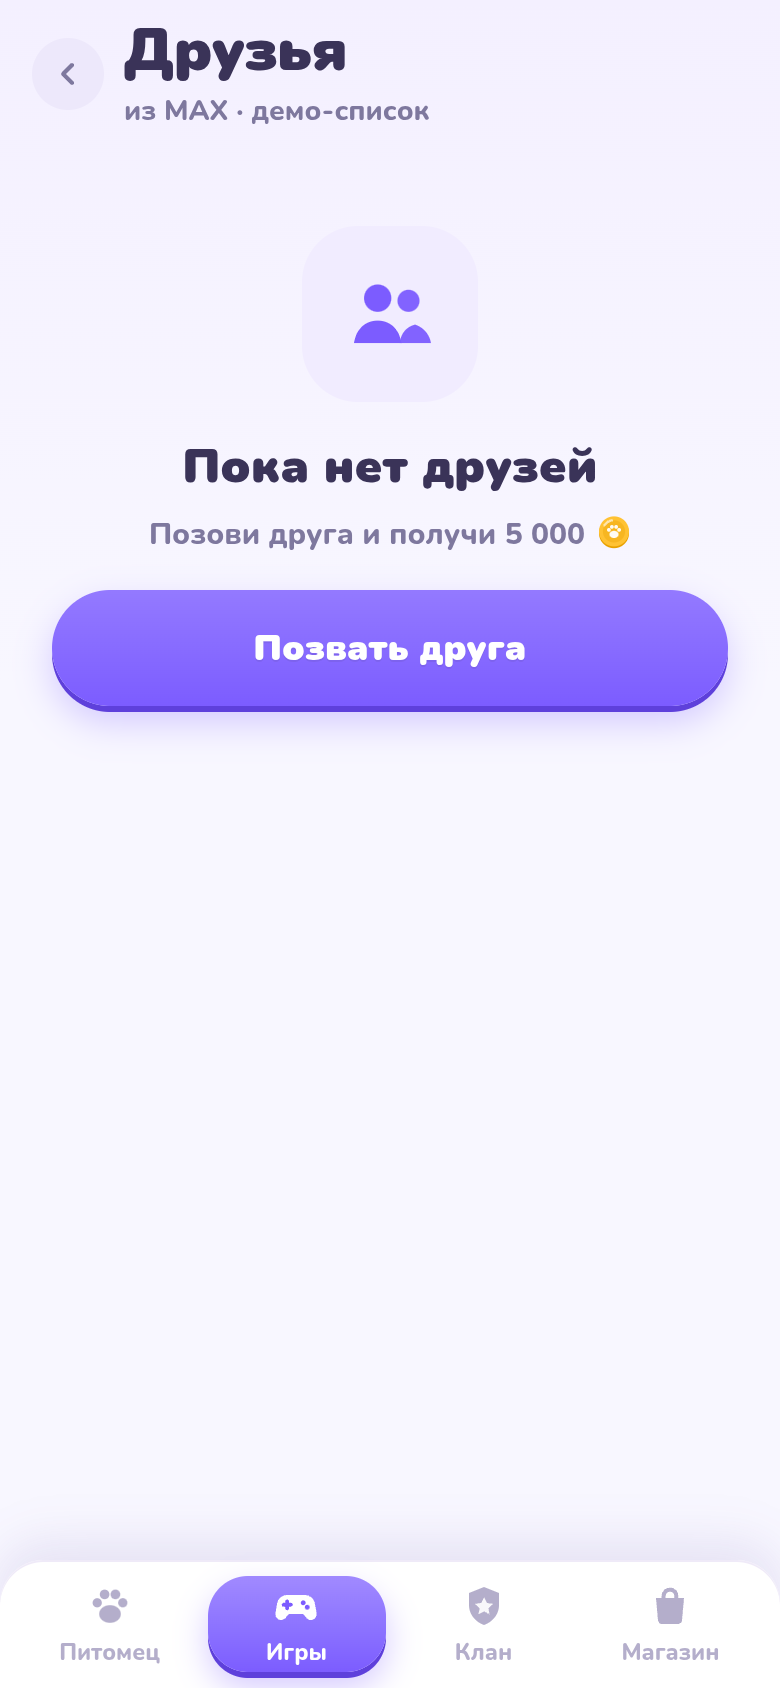 Друзья
из MAX · демо-список
Пока нет друзей
Позови друга и получи 5 000
Позвать друга
Питомец
Игры
Клан
Магазин